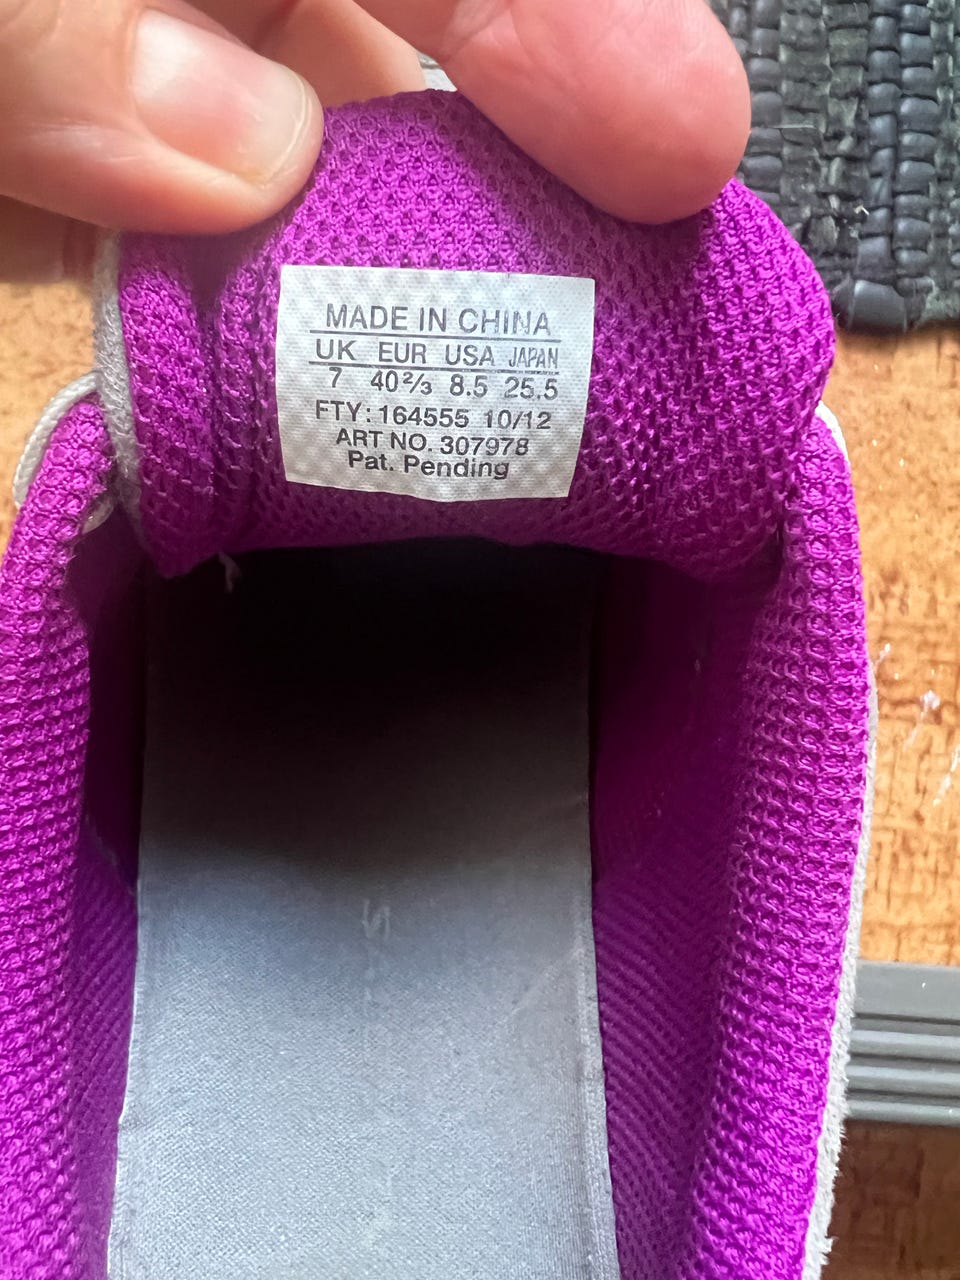 MADE IN CHINA
UK EUR USA JAPAN
7 40⅔ 8.5 25.5
FTY: 164555 10/12
ART NO. 307978
Pat. Pending